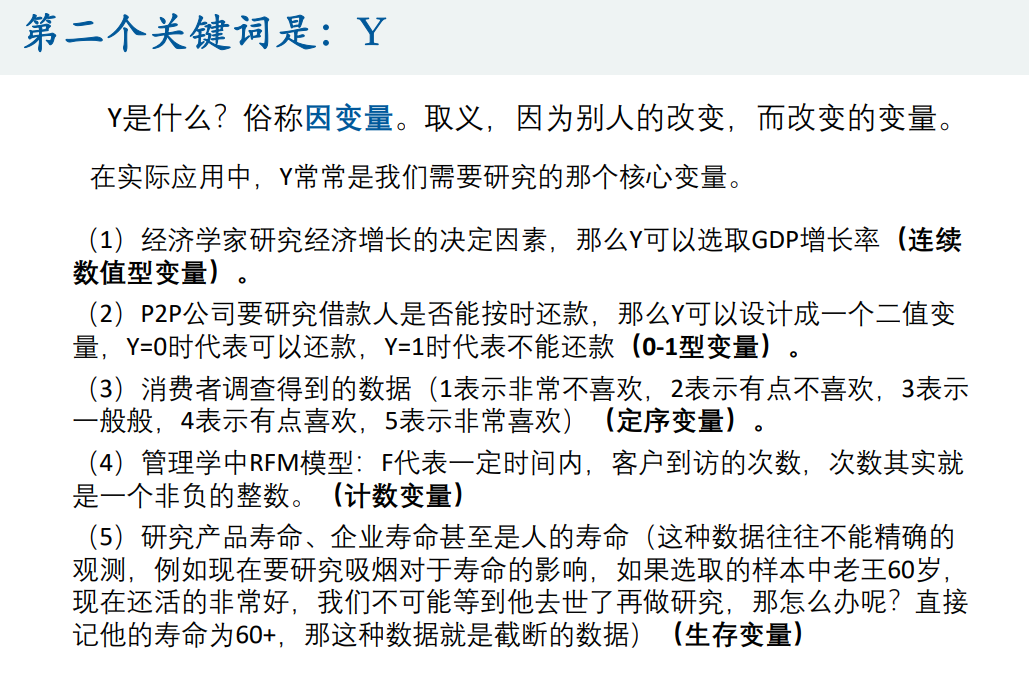 第二个关键词是：Y
Y是什么？俗称因变量。取义，因为别人的改变，而改变的变量。
在实际应用中，Y常常是我们需要研究的那个核心变量。
（1）经济学家研究经济增长的决定因素，那么Y可以选取GDP增长率（连续
数值型变量）。
（2）P2P公司要研究借款人是否能按时还款，那么Y可以设计成一个二值变
量，Y=0时代表可以还款，Y=1时代表不能还款（0-1型变量）。
（3）消费者调查得到的数据（1表示非常不喜欢，2表示有点不喜欢，3表示
一般般，4表示有点喜欢，5表示非常喜欢）（定序变量）。
（4）管理学中RFM模型：F代表一定时间内，客户到访的次数，次数其实就
是一个非负的整数。（计数变量）
（5）研究产品寿命、企业寿命甚至是人的寿命（这种数据往往不能精确的
观测，例如现在要研究吸烟对于寿命的影响，如果选取的样本中老王60岁，
现在还活的非常好，我们不可能等到他去世了再做研究，那怎么办呢？直接
记他的寿命为60+，那这种数据就是截断的数据）（生存变量）